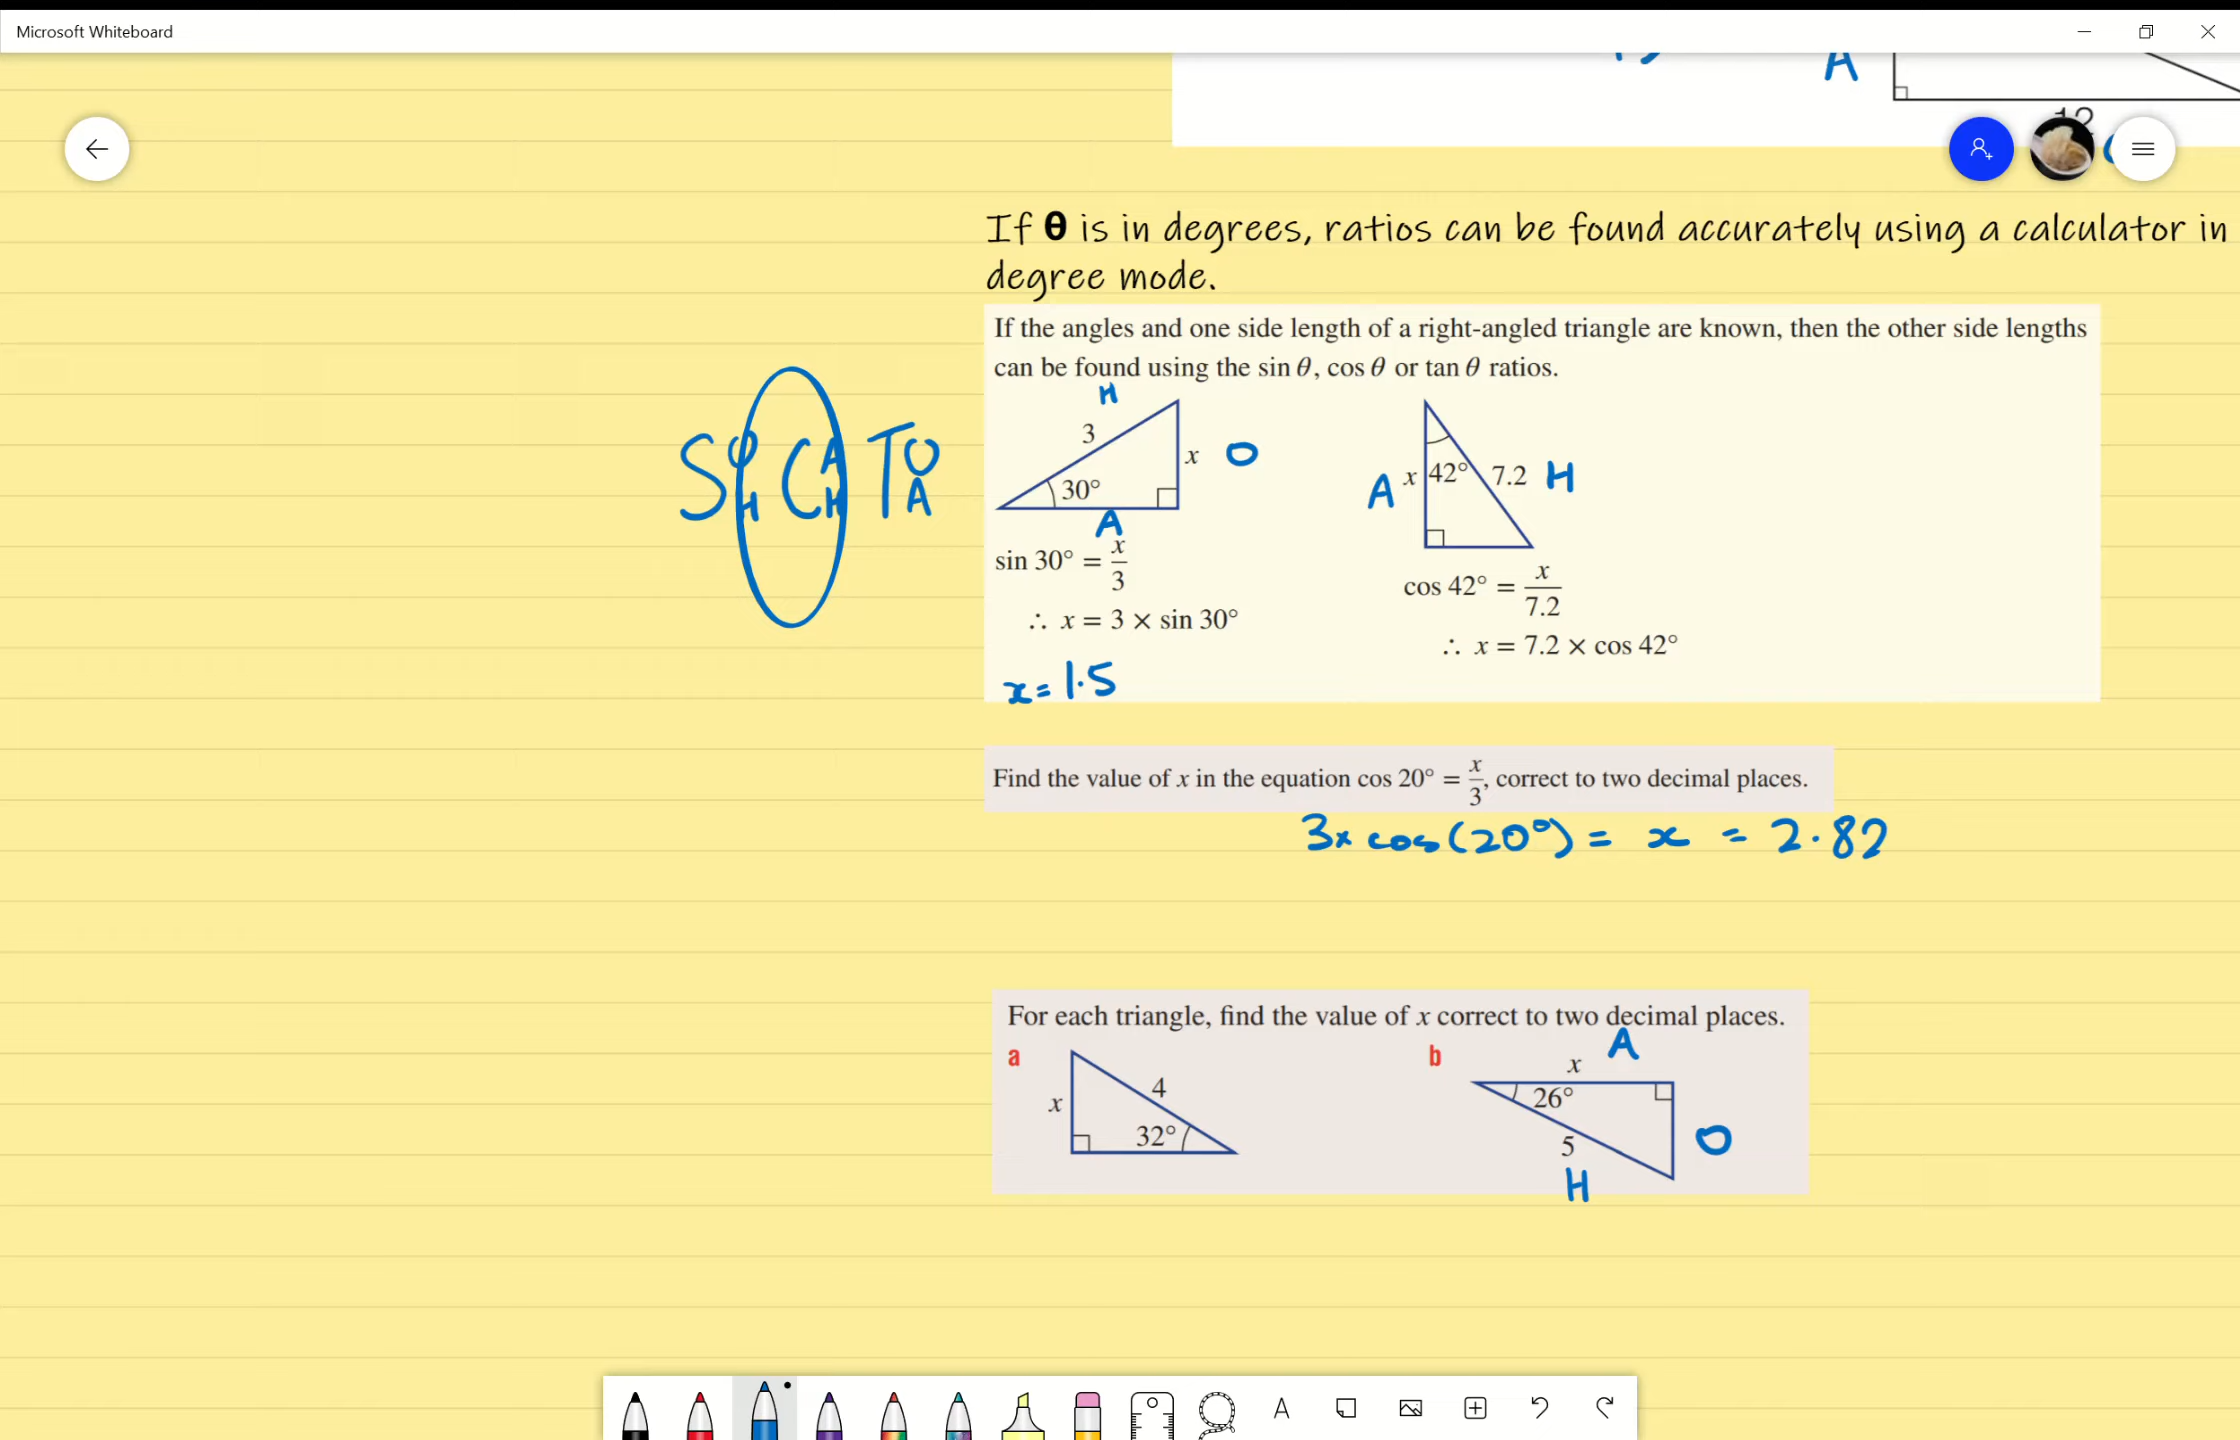 Microsoft Whiteboard
A
12
If θ is in degrees, ratios can be found accurately using a calculator in
degree mode.
If the angles and one side length of a right-angled triangle are known, then the other side lengths
can be found using the sin θ, cos θ or tan θ ratios.
H
3
x O
30°
A
A x 42° 7.2 H
S O/H C A/H T O/A
sin 30° = x/3
∴ x = 3 × sin 30°
x = 1.5
cos 42° = x/7.2
∴ x = 7.2 × cos 42°
Find the value of x in the equation cos 20° = x/3, correct to two decimal places.
3 × cos(20°) = x = 2.82
For each triangle, find the value of x correct to two decimal places.
a
x
4
32°
b
x A
26°
5
O
H
A